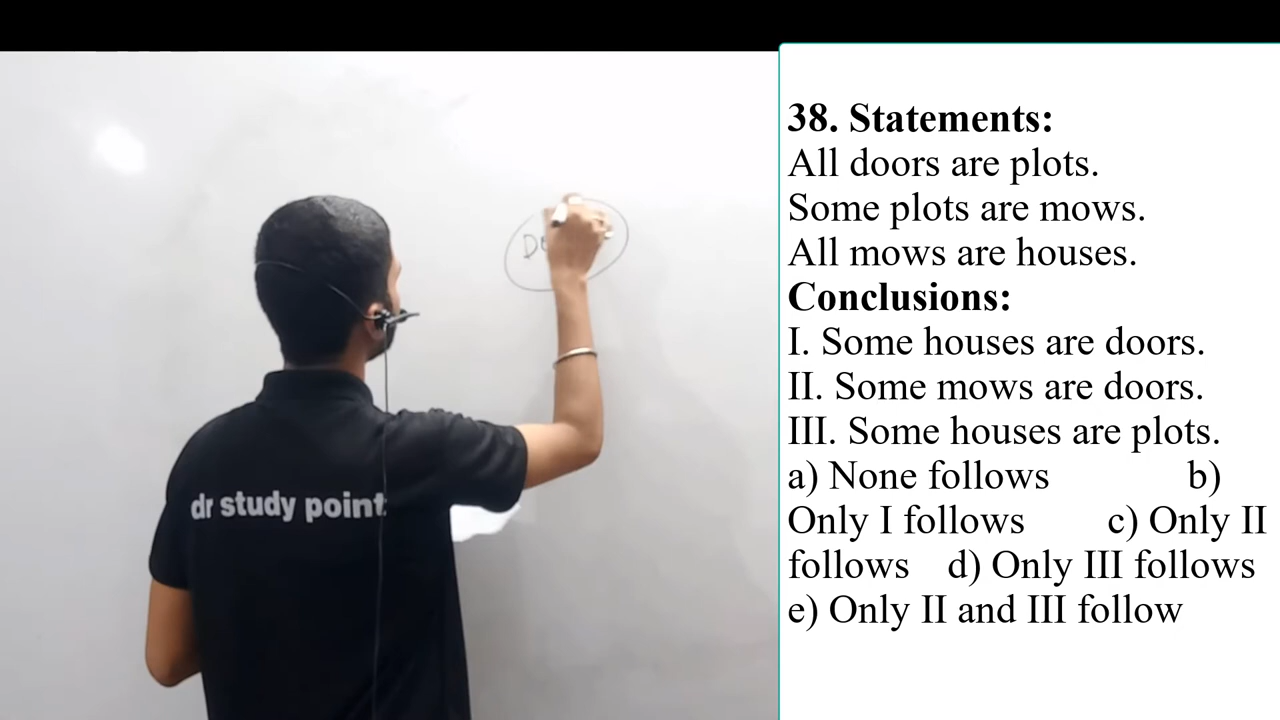 38. Statements:
All doors are plots.
Some plots are mows.
All mows are houses.
Conclusions:
I. Some houses are doors.
II. Some mows are doors.
III. Some houses are plots.
a) None follows b)
Only I follows c) Only II
follows d) Only III follows
e) Only II and III follow
dr study point